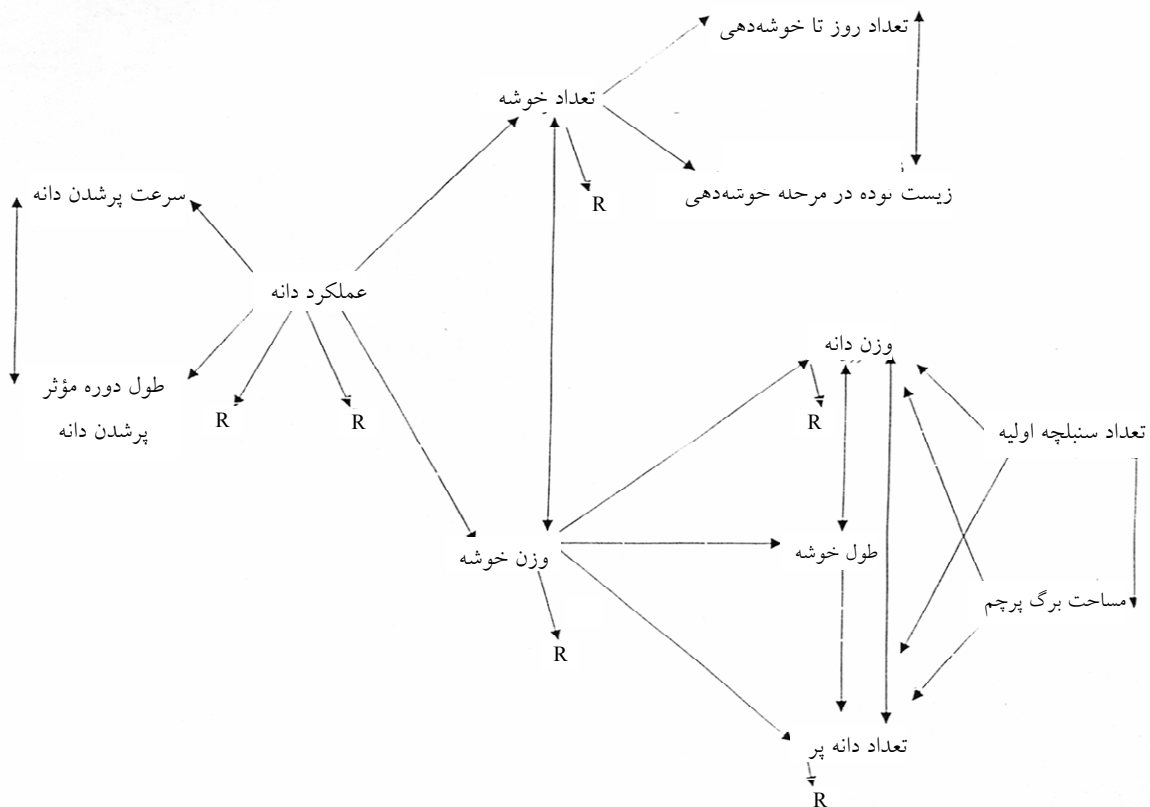 تعداد روز تا خوشه‌دهی
تعداد خوشه
زیست توده در مرحله خوشه‌دهی
R
سرعت پرشدن دانه
عملکرد دانه
وزن دانه
طول دوره مؤثر
پرشدن دانه
R
R
R
تعداد سنبلچه اولیه
وزن خوشه
طول خوشه
مساحت برگ پرچم
R
تعداد دانه پر
R